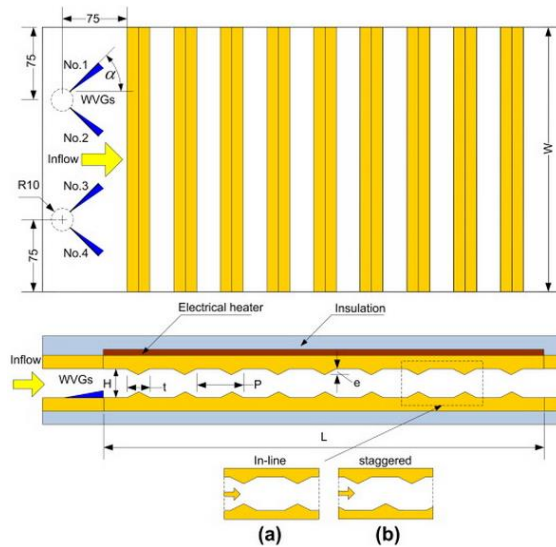 75
75
No.1
α
WVGs
No.2
Inflow
No.3
R10
No.4
75
W
Electrical heater
Insulation
Inflow
WVGs
H
t
P
e
L
In-line
staggered
(a)
(b)